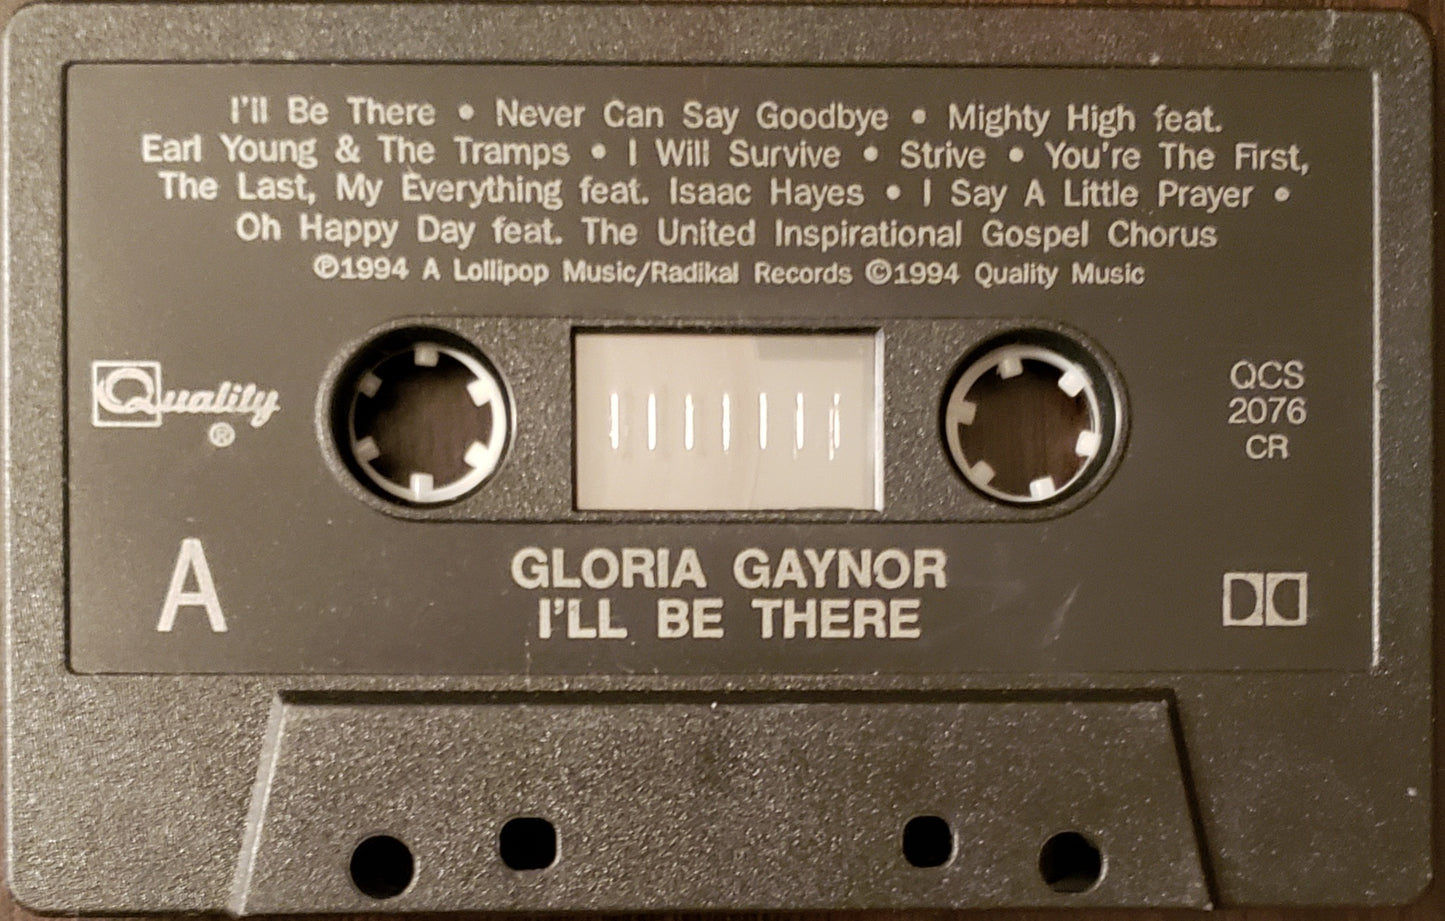 I'll Be There • Never Can Say Goodbye • Mighty High feat.
Earl Young & The Tramps • I Will Survive • Strive • You're The First,
The Last, My Everything feat. Isaac Hayes • I Say A Little Prayer •
Oh Happy Day feat. The United Inspirational Gospel Chorus
℗1994 A Lollipop Music/Radikal Records ©1994 Quality Music
Quality
®
QCS
2076
CR
A
GLORIA GAYNOR
I'LL BE THERE